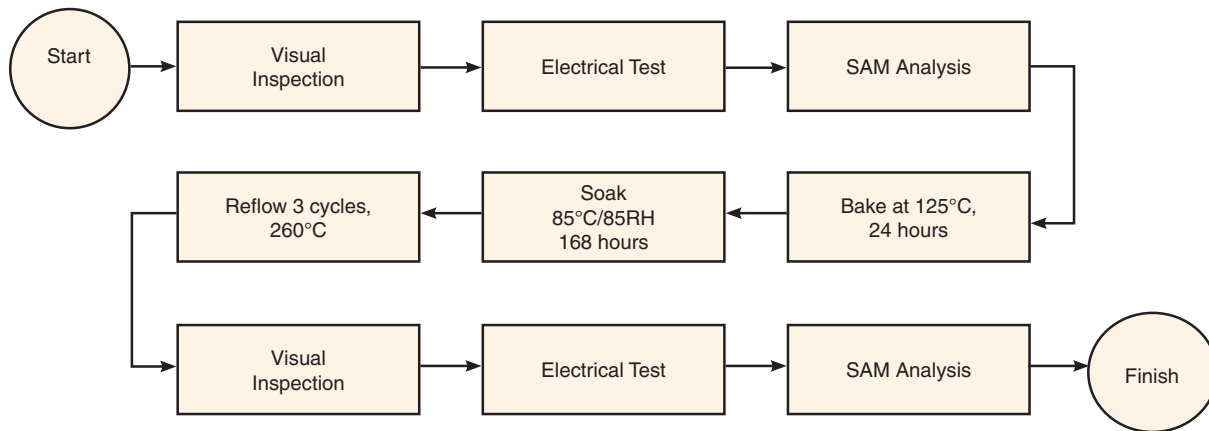 Start
Visual
Inspection
Electrical Test
SAM Analysis
Bake at 125°C,
24 hours
Soak
85°C/85RH
168 hours
Reflow 3 cycles,
260°C
Visual
Inspection
Electrical Test
SAM Analysis
Finish